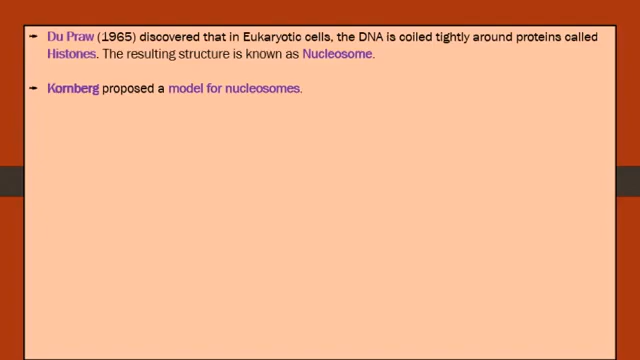 ➛ Du Praw (1965) discovered that in Eukaryotic cells, the DNA is coiled tightly around proteins called
Histones. The resulting structure is known as Nucleosome.
➛ Kornberg proposed a model for nucleosomes.